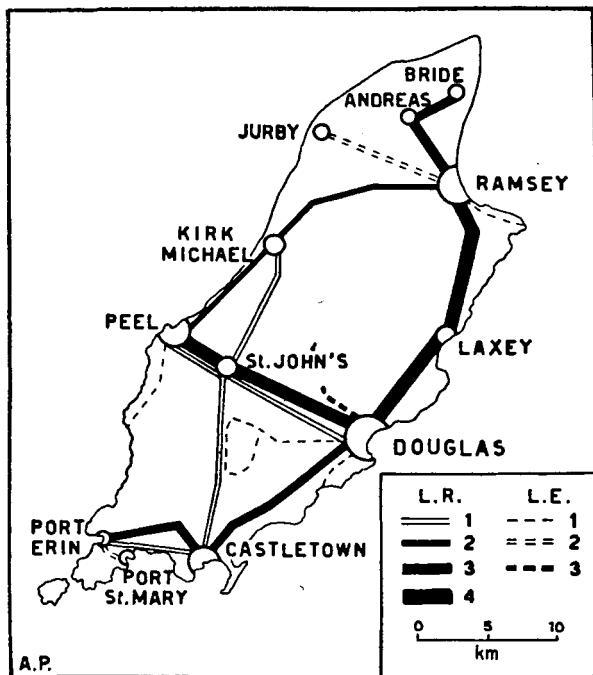 BRIDE
ANDREAS
JURBY
RAMSEY
KIRK
MICHAEL
PEEL
St. JOHN'S
LAXEY
DOUGLAS
PORT
ERIN
CASTLETOWN
PORT
St. MARY
L.R. L.E.
1 1
2 2
3 3
4
0 5 10
km
A.P.